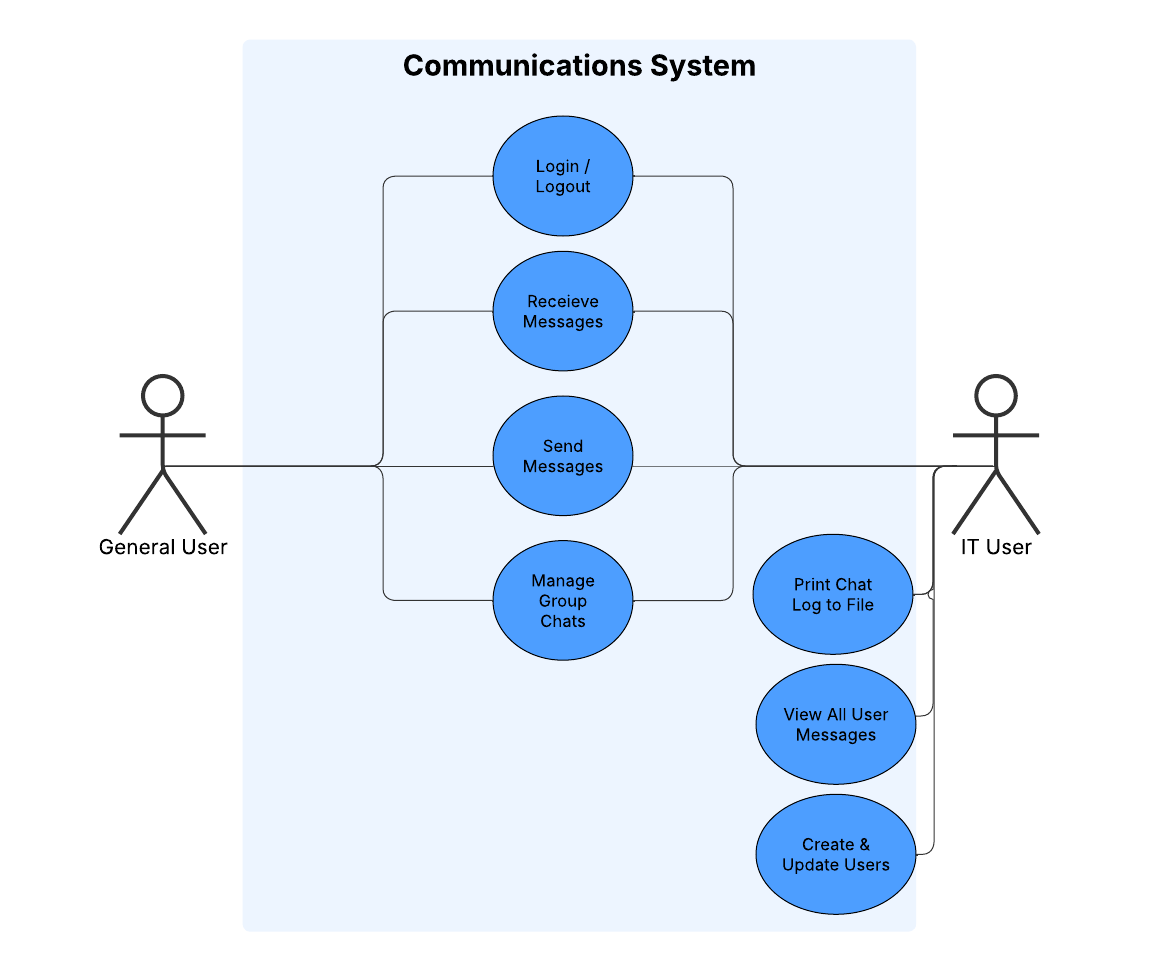 Communications System
Login /
Logout
Receieve
Messages
Send
Messages
Manage
Group
Chats
General User
IT User
Print Chat
Log to File
View All User
Messages
Create &
Update Users